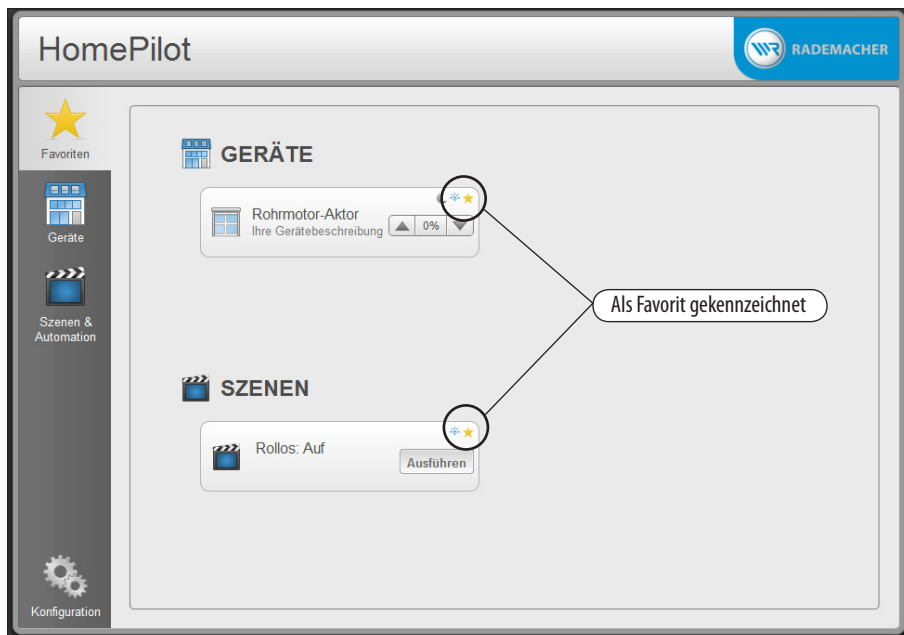 HomePilot
WR RADEMACHER
Favoriten
Geräte
Szenen &
Automation
Konfiguration
GERÄTE
Rohrmotor-Aktor
Ihre Gerätebeschreibung
0%
Als Favorit gekennzeichnet
SZENEN
Rollos: Auf
Ausführen